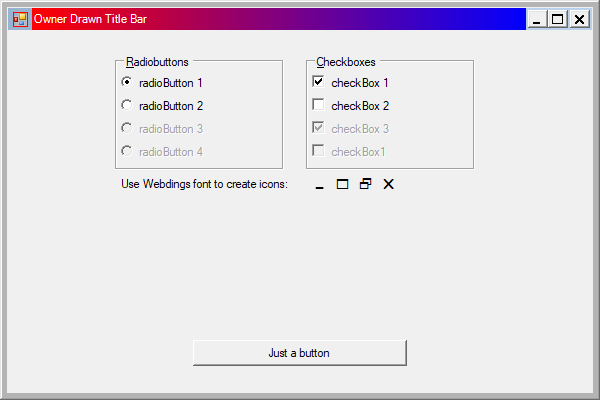 Owner Drawn Title Bar
Radiobuttons
radioButton 1
radioButton 2
radioButton 3
radioButton 4
Checkboxes
checkBox 1
checkBox 2
checkBox 3
checkBox1
Use Webdings font to create icons:
Just a button